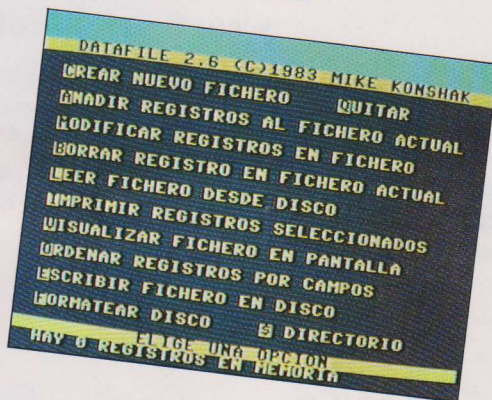 DATAFILE 2.6 (C)1983 MIKE KONSHAK
CREAR NUEVO FICHERO QUITAR
ANADIR REGISTROS AL FICHERO ACTUAL
MODIFICAR REGISTROS EN FICHERO
BORRAR REGISTRO EN FICHERO ACTUAL
LEER FICHERO DESDE DISCO
IMPRIMIR REGISTROS SELECCIONADOS
VISUALIZAR FICHERO EN PANTALLA
ORDENAR REGISTROS POR CAMPOS
ESCRIBIR FICHERO EN DISCO
FORMATEAR DISCO $ DIRECTORIO
ELIGE UNA OPCION
HAY 0 REGISTROS EN MEMORIA